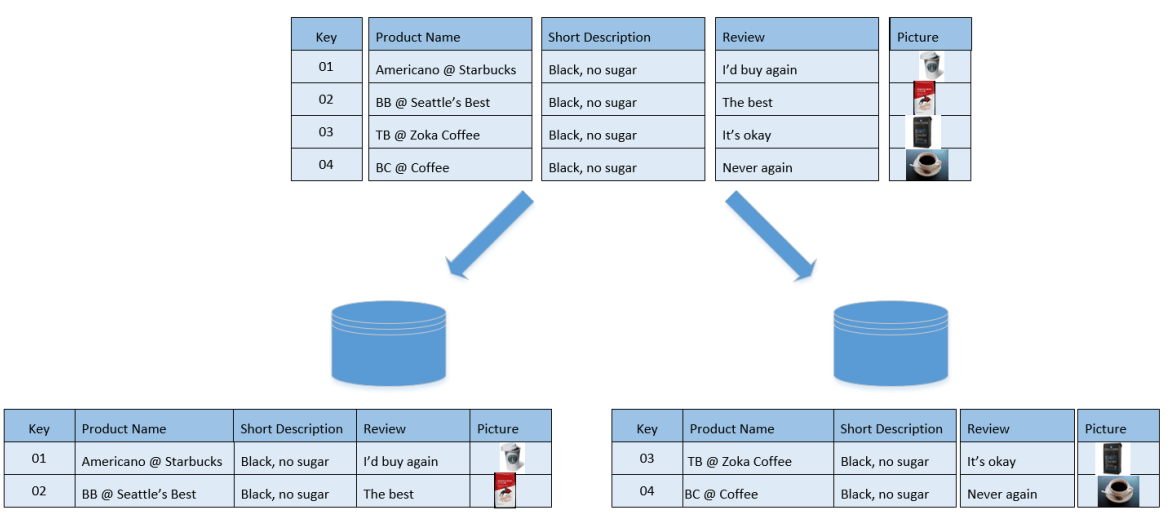 Key Product Name Short Description Review Picture
01 Americano @ Starbucks Black, no sugar I'd buy again
02 BB @ Seattle's Best Black, no sugar The best
03 TB @ Zoka Coffee Black, no sugar It's okay
04 BC @ Coffee Black, no sugar Never again
Key Product Name Short Description Review Picture
01 Americano @ Starbucks Black, no sugar I'd buy again
02 BB @ Seattle's Best Black, no sugar The best
Key Product Name Short Description Review Picture
03 TB @ Zoka Coffee Black, no sugar It's okay
04 BC @ Coffee Black, no sugar Never again